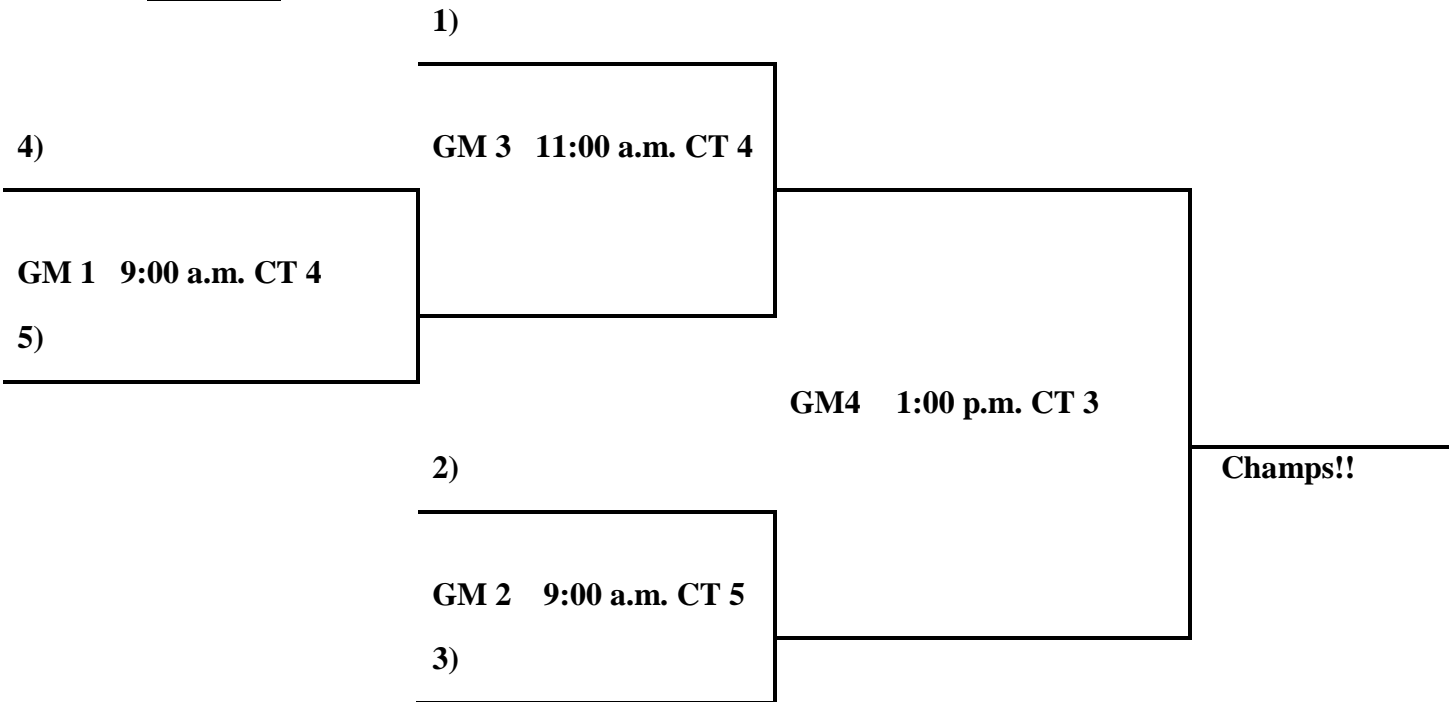 1)
4)
GM 3 11:00 a.m. CT 4
GM 1 9:00 a.m. CT 4
5)
GM4 1:00 p.m. CT 3
2)
Champs!!
GM 2 9:00 a.m. CT 5
3)